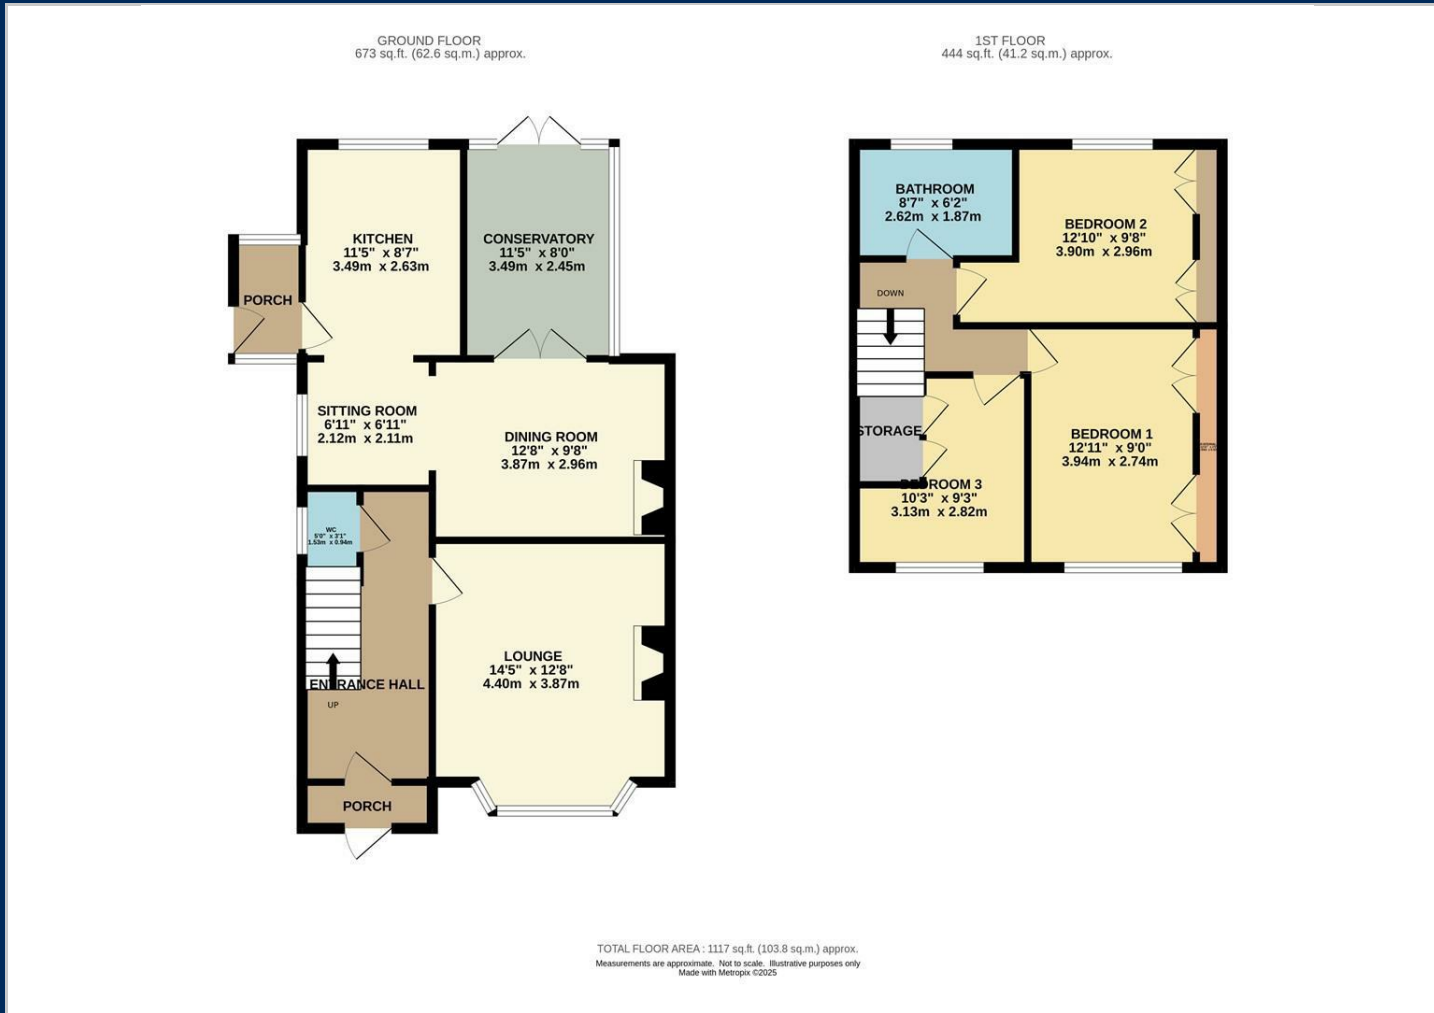 GROUND FLOOR
673 sq.ft. (62.6 sq.m.) approx.
1ST FLOOR
444 sq.ft. (41.2 sq.m.) approx.
KITCHEN
11'5" x 8'7"
3.49m x 2.63m
CONSERVATORY
11'5" x 8'0"
3.49m x 2.45m
PORCH
SITTING ROOM
6'11" x 6'11"
2.12m x 2.11m
DINING ROOM
12'8" x 9'8"
3.87m x 2.96m
WC
5'0" x 3'1"
1.53m x 0.94m
LOUNGE
14'5" x 12'8"
4.40m x 3.87m
ENTRANCE HALL
UP
PORCH
BATHROOM
8'7" x 6'2"
2.62m x 1.87m
BEDROOM 2
12'10" x 9'8"
3.90m x 2.96m
DOWN
STORAGE
BEDROOM 1
12'11" x 9'0"
3.94m x 2.74m
BEDROOM 3
10'3" x 9'3"
3.13m x 2.82m
TOTAL FLOOR AREA : 1117 sq.ft. (103.8 sq.m.) approx.
Measurements are approximate. Not to scale. Illustrative purposes only
Made with Metropix ©2025